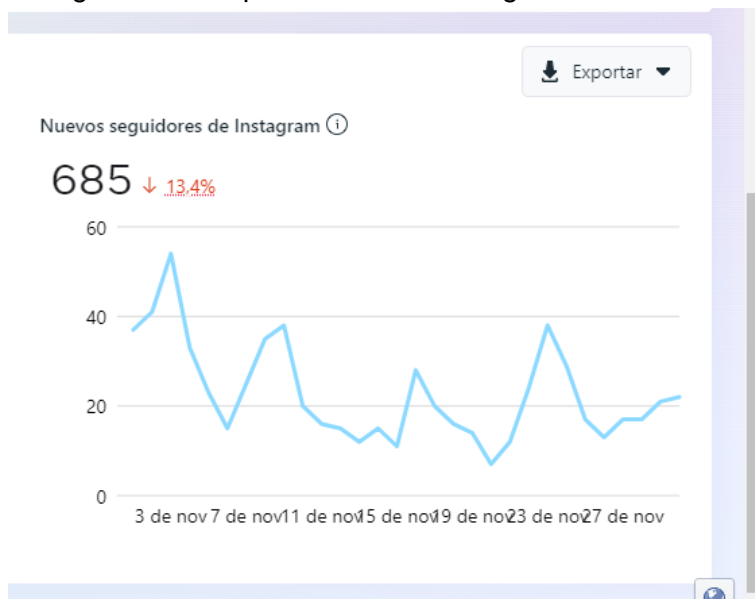 Exportar
Nuevos seguidores de Instagram
685 ↓ 13,4%
60
40
20
0
3 de nov 7 de nov 11 de nov 15 de nov 19 de nov 23 de nov 27 de nov